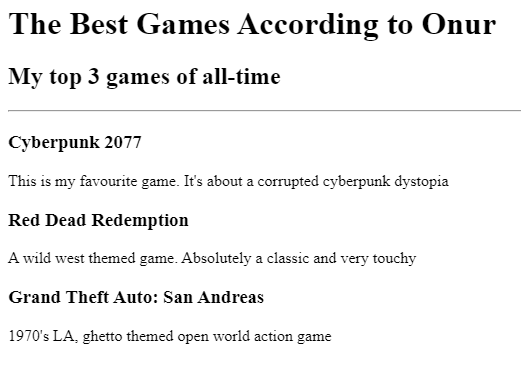 The Best Games According to Onur
My top 3 games of all-time
Cyberpunk 2077
This is my favourite game. It's about a corrupted cyberpunk dystopia
Red Dead Redemption
A wild west themed game. Absolutely a classic and very touchy
Grand Theft Auto: San Andreas
1970's LA, ghetto themed open world action game